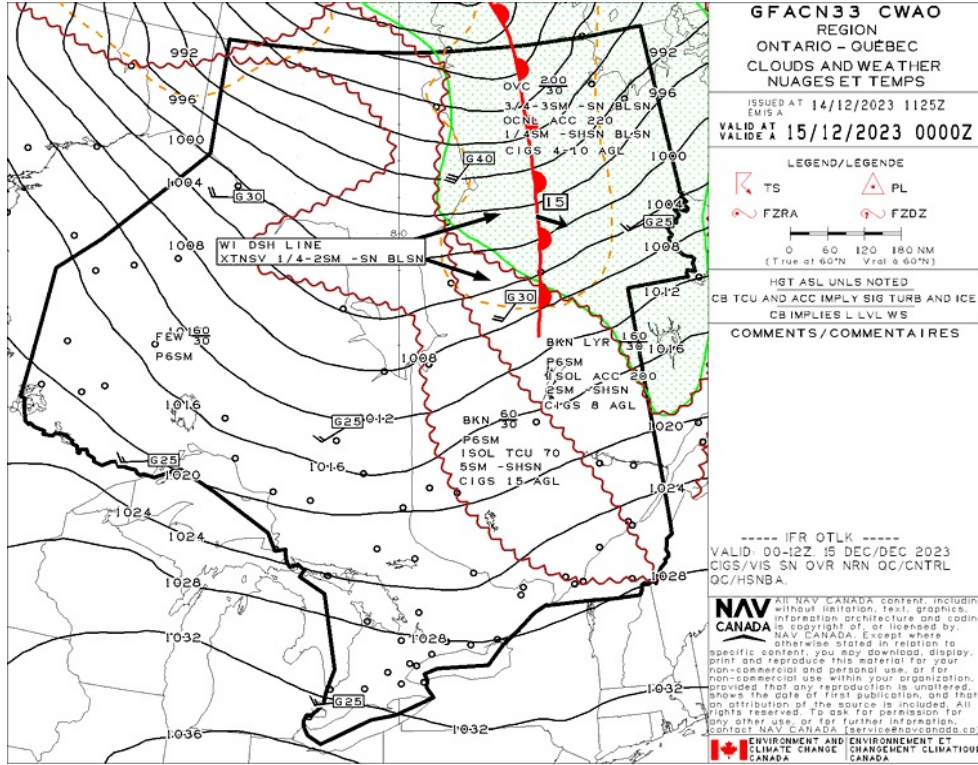 GFACN33 CWAO
REGION
ONTARIO – QUÉBEC
CLOUDS AND WEATHER
NUAGES ET TEMPS
ISSUED AT 14/12/2023 1125Z
ÉMIS A
VALID AT 15/12/2023 0000Z
VALIDE A
LEGEND/LÉGENDE
TS
PL
FZRA
FZDZ
0 60 120 180 NM
(True at 60°N Vrai à 60°N)
HGT ASL UNLS NOTED
CB TCU AND ACC IMPLY SIG TURB AND ICE
CB IMPLIES L LVL WS
COMMENTS/COMMENTAIRES
----- IFR OTLK -----
VALID: 00-12Z. 15 DEC/DEC 2023
CIGS/VIS SN OVR NRN QC/CNTRL
QC/HSNBA.
NAV CANADA
All NAV CANADA content, including
without limitation, text, graphics,
information architecture and coding
is copyright of, or licensed by,
NAV CANADA. Except where
otherwise stated in relation to
specific content, you may download, display,
print and reproduce this material for your
non-commercial and personal use, or for
non-commercial use within your organization,
provided that any reproduction is unaltered,
shows the date of first publication, and that
an attribution of the source is included. All
rights reserved. To ask for permission for
any other use, or for further information,
contact NAV CANADA (service@navcanada.ca
ENVIRONMENT AND
CLIMATE CHANGE
CANADA
ENVIRONNEMENT ET
CHANGEMENT CLIMATIQUE
CANADA
992
992
996
996
1000
1000
1004
1004
1008
1008
1008
1012
1012
1016
1016
1016
1020
1020
1024
1024
1024
1028
1028
1028
1032
1032
1032
1036
80
OVC 200/30
3/4-3SM -SN BLSN
OCNL ACC 220
1/4SM -SHSN BLSN
CIGS 4-10 AGL
G40
G30
15
G25
WI DSH LINE
XTNSV 1/4-2SM -SN BLSN
G30
FEW 160/30
P6SM
BKN LYR 160/30
P6SM
ISOL ACC 200
2SM -SHSN
CIGS 8 AGL
G25
BKN 60/30
P6SM
ISOL TCU 70
5SM -SHSN
CIGS 15 AGL
G25
G25